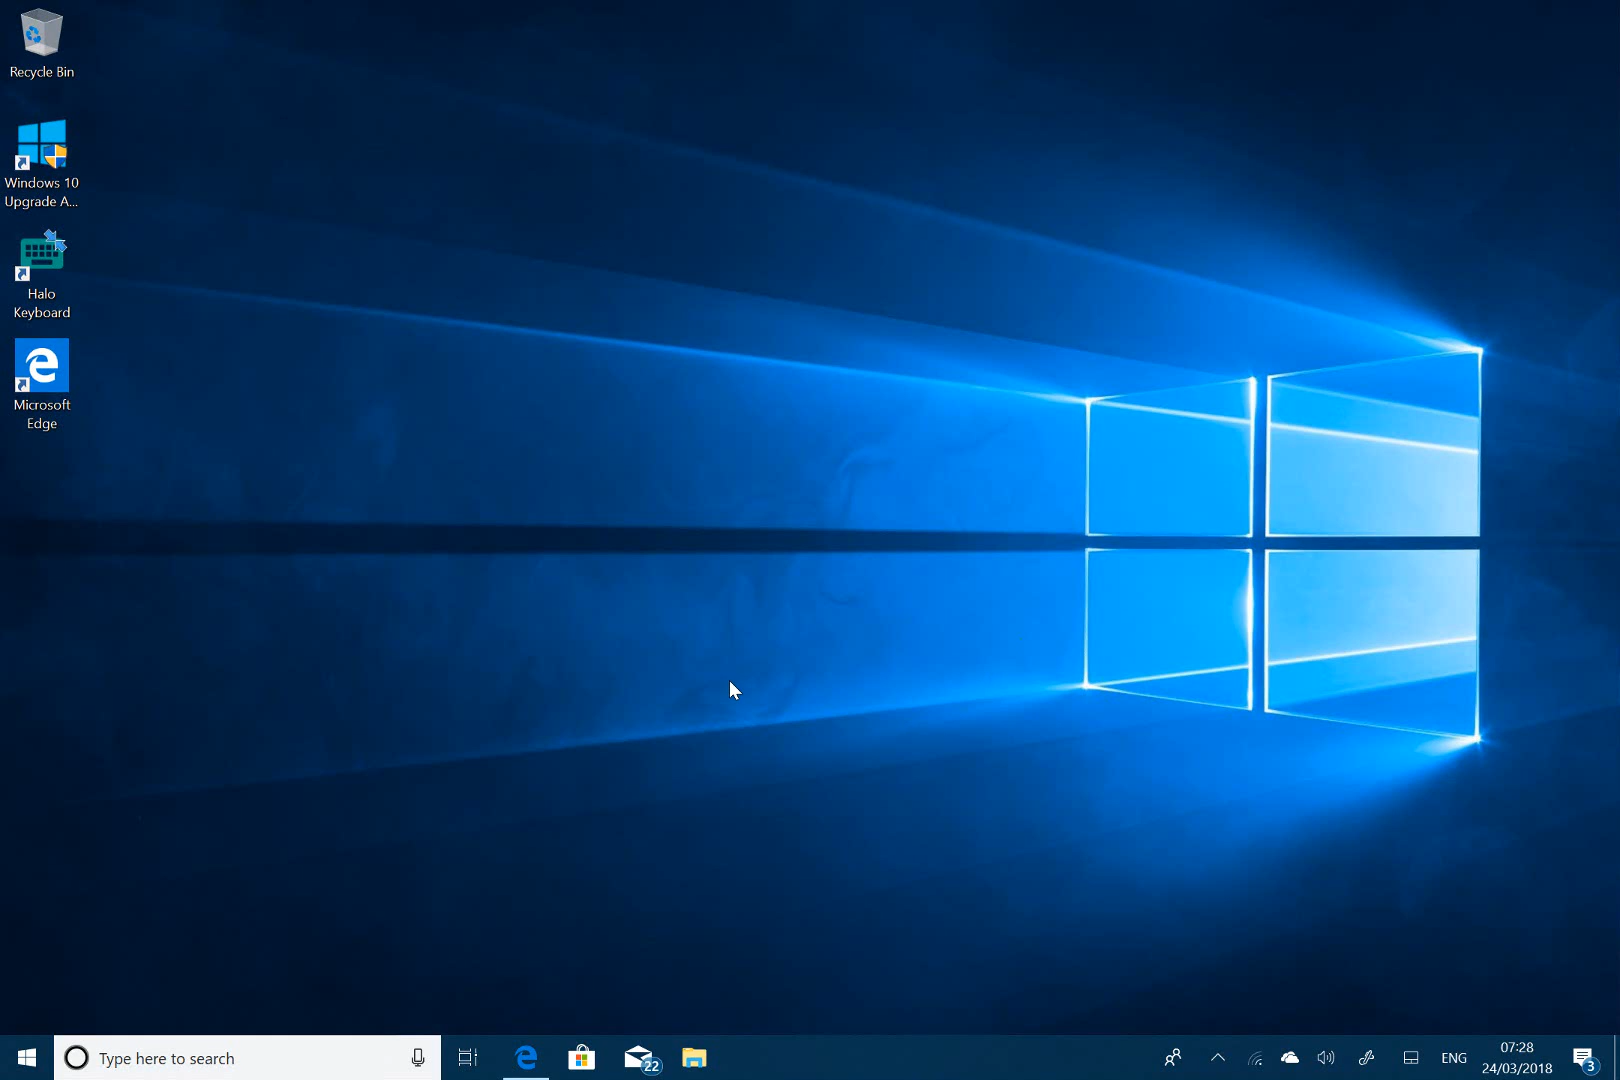 Recycle Bin
Windows 10
Upgrade A...
Halo
Keyboard
Microsoft
Edge
Type here to search
22
ENG
07:28
24/03/2018
3